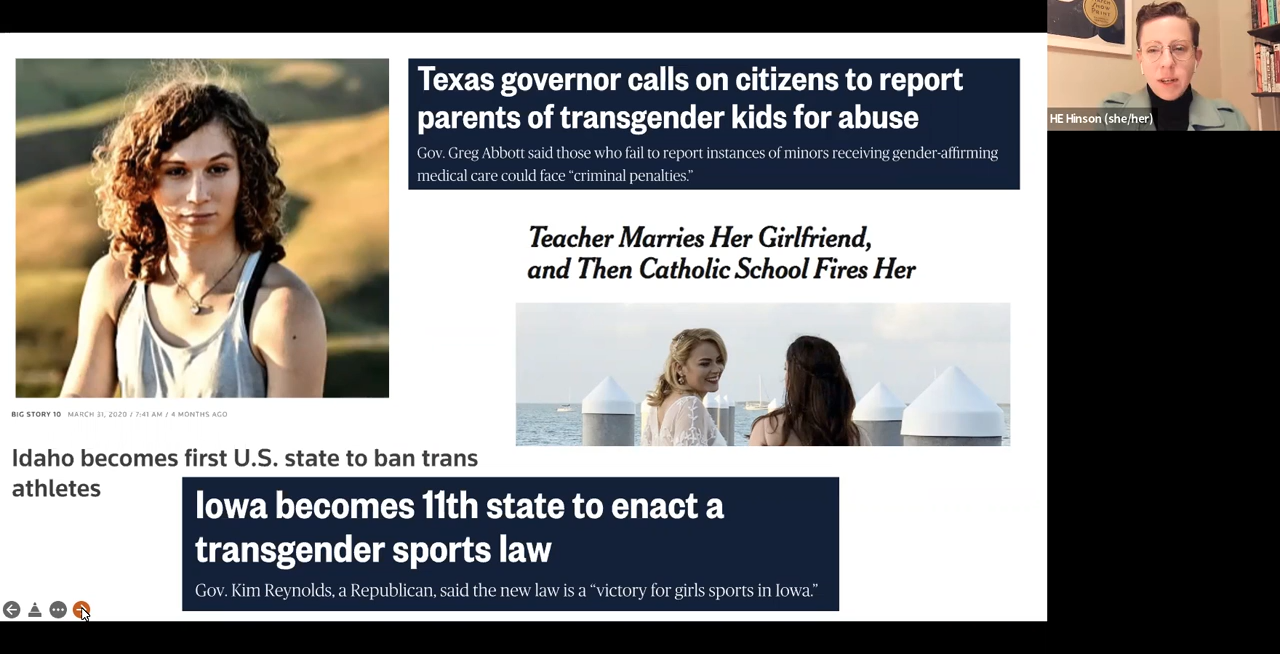 SHOW
PRINT
HE Hinson (she/her)
Texas governor calls on citizens to report
parents of transgender kids for abuse
Gov. Greg Abbott said those who fail to report instances of minors receiving gender-affirming
medical care could face “criminal penalties.”
Teacher Marries Her Girlfriend,
and Then Catholic School Fires Her
BIG STORY 10 MARCH 31, 2020 / 7:41 AM / 4 MONTHS AGO
Idaho becomes first U.S. state to ban trans
athletes
Iowa becomes 11th state to enact a
transgender sports law
Gov. Kim Reynolds, a Republican, said the new law is a “victory for girls sports in Iowa.”